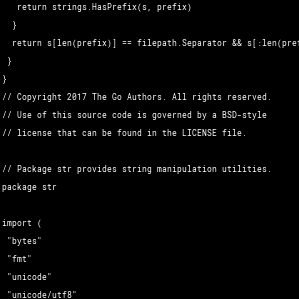 return strings.HasPrefix(s, prefix)
}
return s[len(prefix)] == filepath.Separator && s[:len(pref
}
}
// Copyright 2017 The Go Authors. All rights reserved.
// Use of this source code is governed by a BSD-style
// license that can be found in the LICENSE file.
// Package str provides string manipulation utilities.
package str
import (
"bytes"
"fmt"
"unicode"
"unicode/utf8"